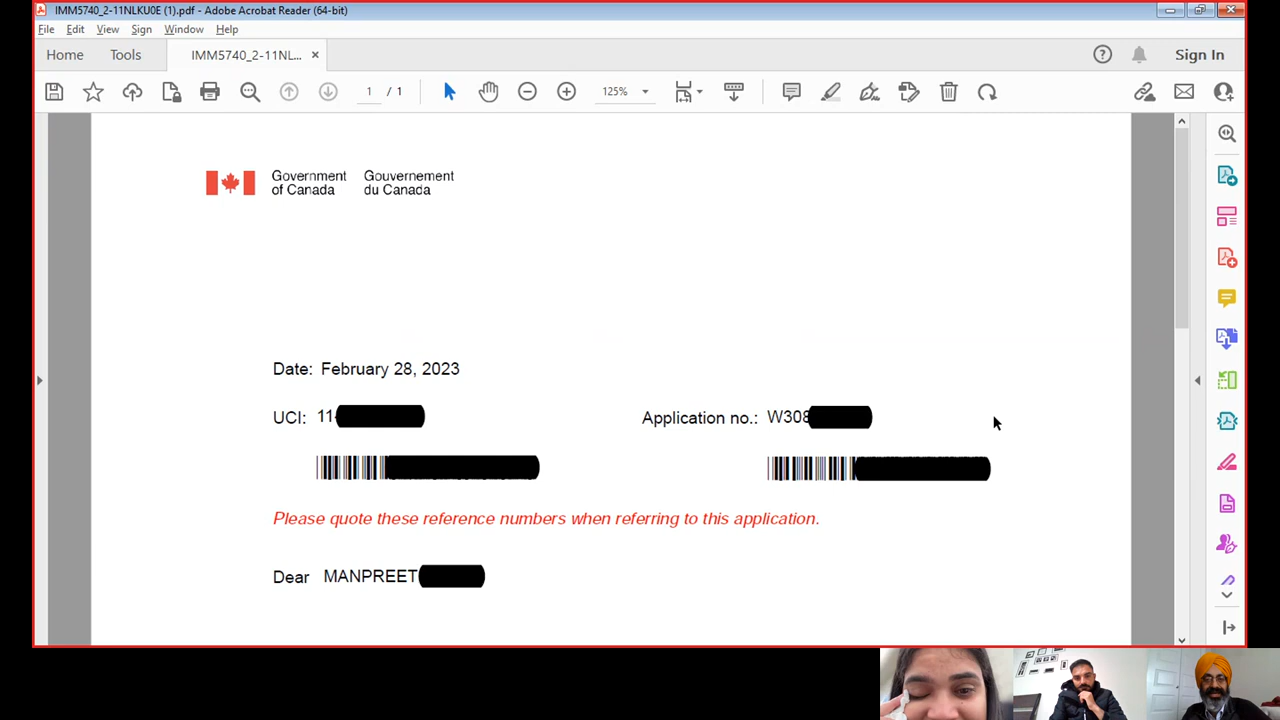 IMM5740_2-11NLKU0E (1).pdf - Adobe Acrobat Reader (64-bit)
File Edit View Sign Window Help
Home Tools IMM5740_2-11NL... ×
Sign In
1 / 1
125%
Government of Canada
Gouvernement du Canada
Date: February 28, 2023
UCI: 11
Application no.: W308
Please quote these reference numbers when referring to this application.
Dear MANPREET